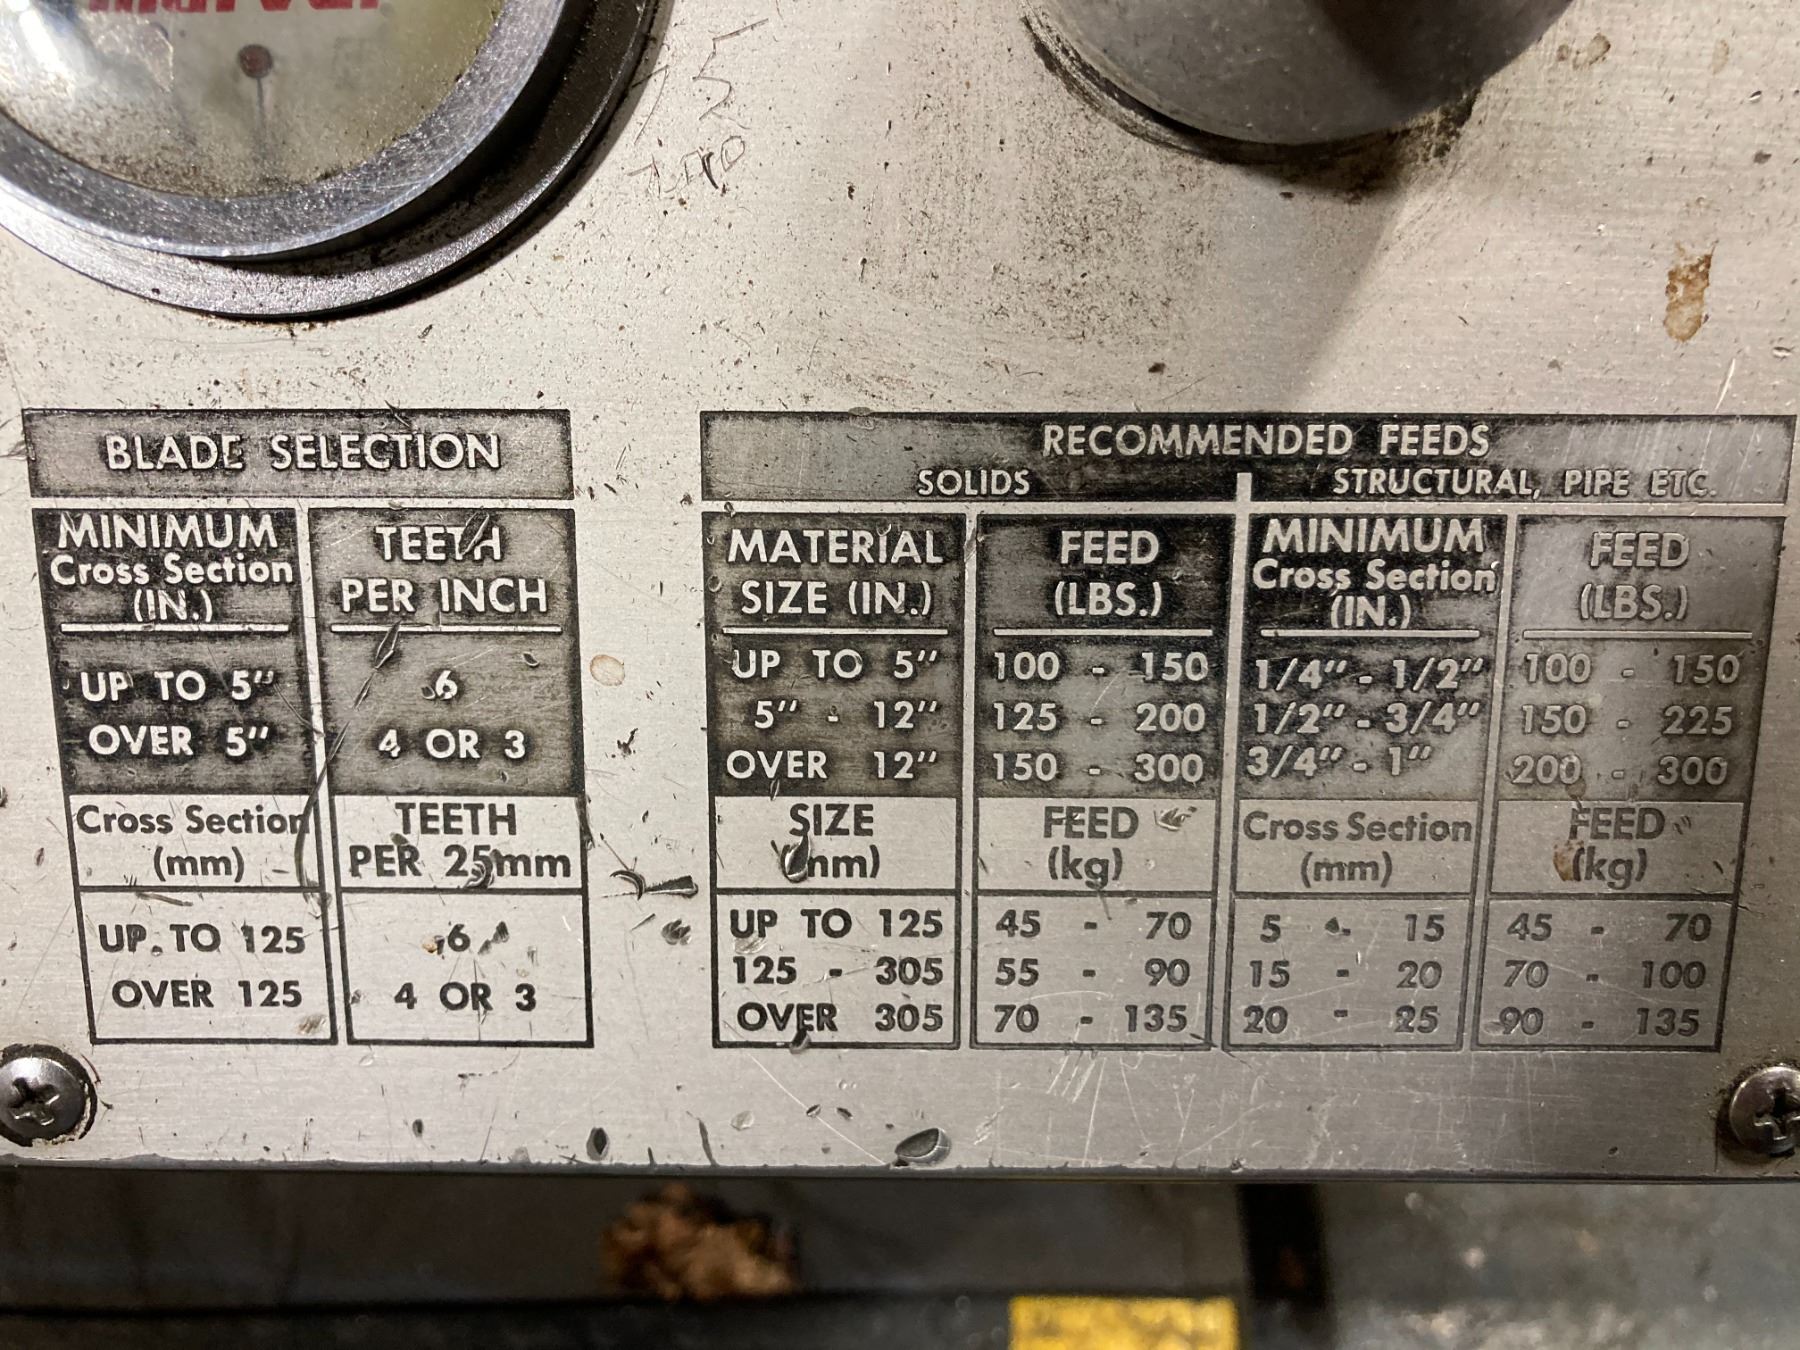 75
BLADE SELECTION
MINIMUM
Cross Section
(IN.)
TEETH
PER INCH
UP TO 5" 6
OVER 5" 4 OR 3
Cross Section
(mm)
TEETH
PER 25mm
UP TO 125 6
OVER 125 4 OR 3
RECOMMENDED FEEDS
SOLIDS STRUCTURAL, PIPE ETC.
MATERIAL
SIZE (IN.)
FEED
(LBS.)
MINIMUM
Cross Section
(IN.)
FEED
(LBS.)
UP TO 5" 100 - 150 1/4" - 1/2" 100 - 150
5" - 12" 125 - 200 1/2" - 3/4" 150 - 225
OVER 12" 150 - 300 3/4" - 1" 200 - 300
SIZE
(mm)
FEED
(kg)
Cross Section
(mm)
FEED
(kg)
UP TO 125 45 - 70 5 - 15 45 - 70
125 - 305 55 - 90 15 - 20 70 - 100
OVER 305 70 - 135 20 - 25 90 - 135